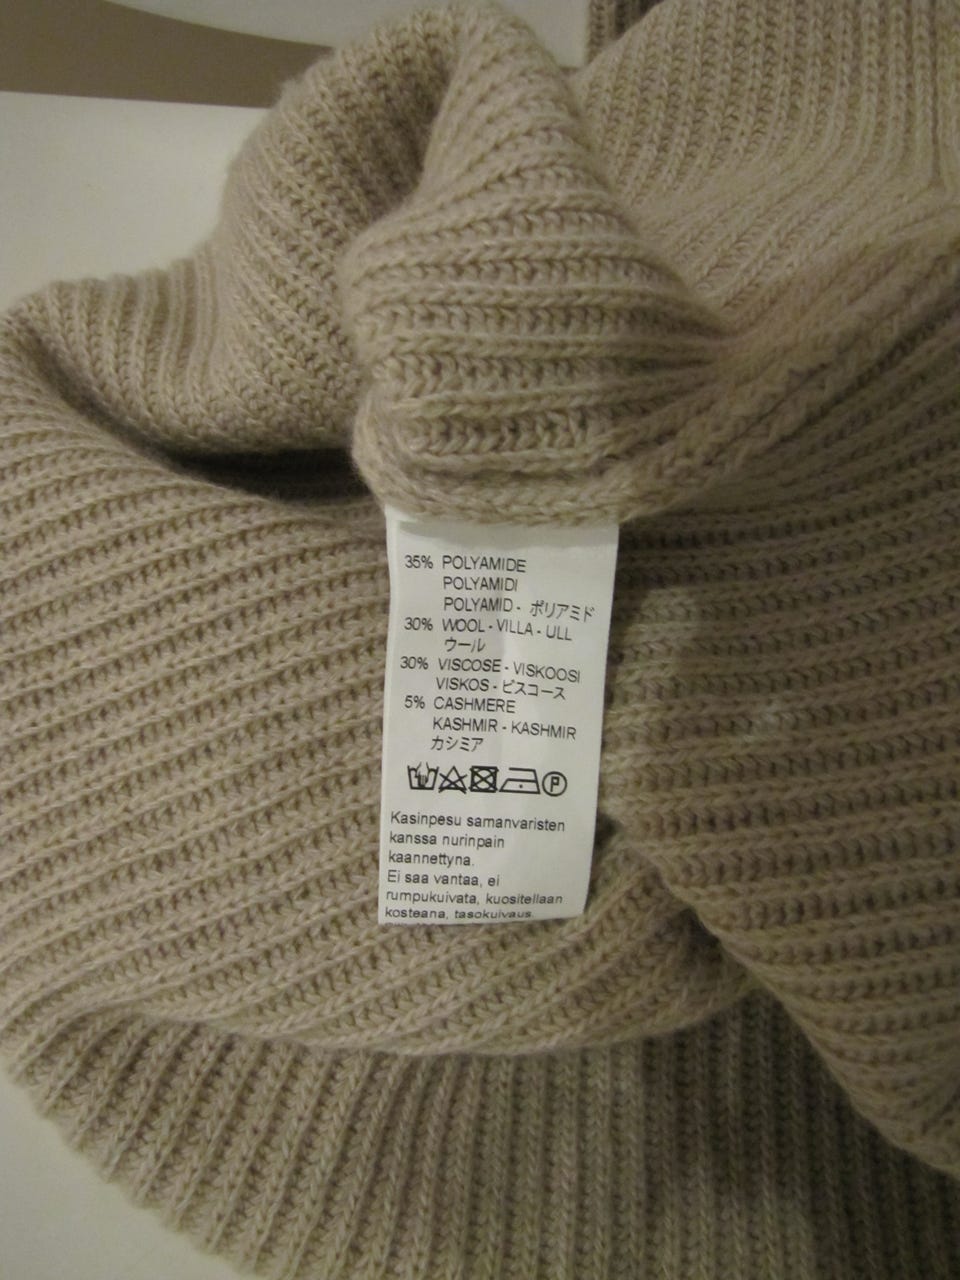 35% POLYAMIDE
POLYAMIDI
POLYAMID - ポリアミド
30% WOOL - VILLA - ULL
ウール
30% VISCOSE - VISKOOSI
VISKOS - ビスコース
5% CASHMERE
KASHMIR - KASHMIR
カシミア
P
Kasinpesu samanvaristen
kanssa nurinpain
kaannettyna.
Ei saa vantaa, ei
rumpukuivata, kuositellaan
kosteana, tasokuivaus.